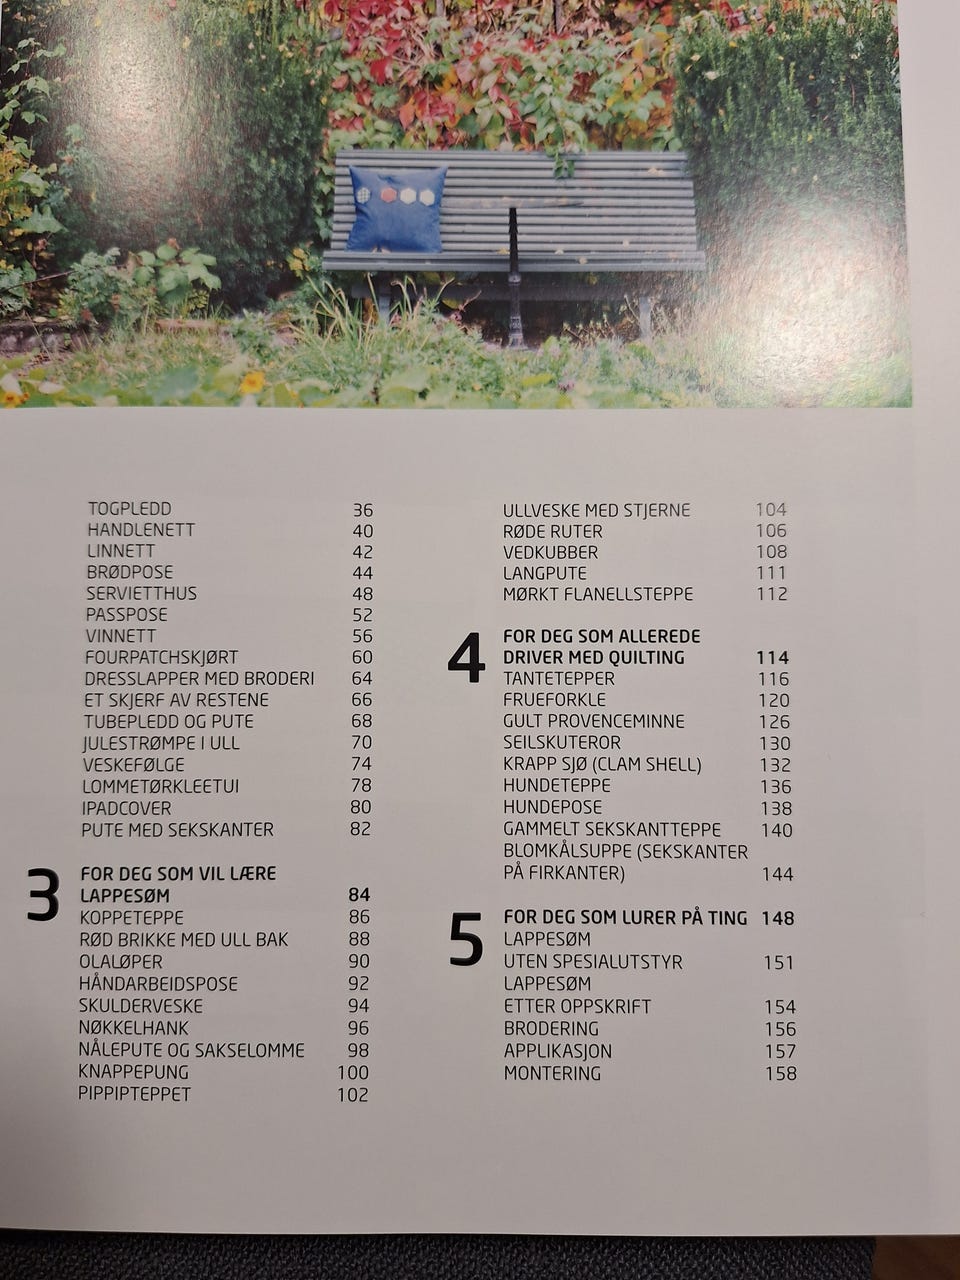 TOGPLEDD 36
HANDLENETT 40
LINNETT 42
BRØDPOSE 44
SERVIETTHUS 48
PASSPOSE 52
VINNETT 56
FOURPATCHSKJØRT 60
DRESSLAPPER MED BRODERI 64
ET SKJERF AV RESTENE 66
TUBEPLEDD OG PUTE 68
JULESTRØMPE I ULL 70
VESKEFØLGE 74
LOMMETØRKLEETUI 78
IPADCOVER 80
PUTE MED SEKSKANTER 82
3 FOR DEG SOM VIL LÆRE
LAPPESØM 84
KOPPETEPPE 86
RØD BRIKKE MED ULL BAK 88
OLALØPER 90
HÅNDARBEIDSPOSE 92
SKULDERVESKE 94
NØKKELHANK 96
NÅLEPUTE OG SAKSELOMME 98
KNAPPEPUNG 100
PIPPIPTEPPET 102
ULLVESKE MED STJERNE 104
RØDE RUTER 106
VEDKUBBER 108
LANGPUTE 111
MØRKT FLANELLSTEPPE 112
4 FOR DEG SOM ALLEREDE
DRIVER MED QUILTING 114
TANTETEPPER 116
FRUEFORKLE 120
GULT PROVENCEMINNE 126
SEILSKUTEROR 130
KRAPP SJØ (CLAM SHELL) 132
HUNDETEPPE 136
HUNDEPOSE 138
GAMMELT SEKSKANTTEPPE 140
BLOMKÅLSUPPE (SEKSKANTER
PÅ FIRKANTER) 144
5 FOR DEG SOM LURER PÅ TING 148
LAPPESØM
UTEN SPESIALUTSTYR 151
LAPPESØM
ETTER OPPSKRIFT 154
BRODERING 156
APPLIKASJON 157
MONTERING 158